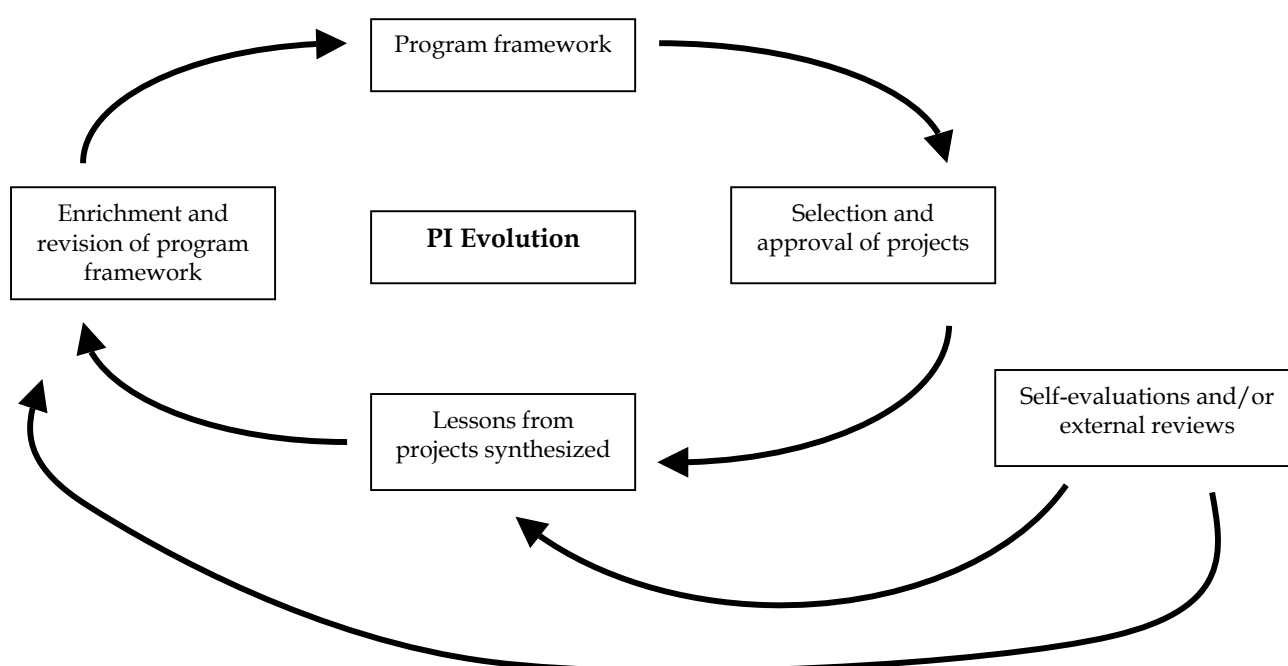 Program framework
Enrichment and
revision of program
framework
PI Evolution
Selection and
approval of projects
Lessons from
projects synthesized
Self-evaluations and/or
external reviews